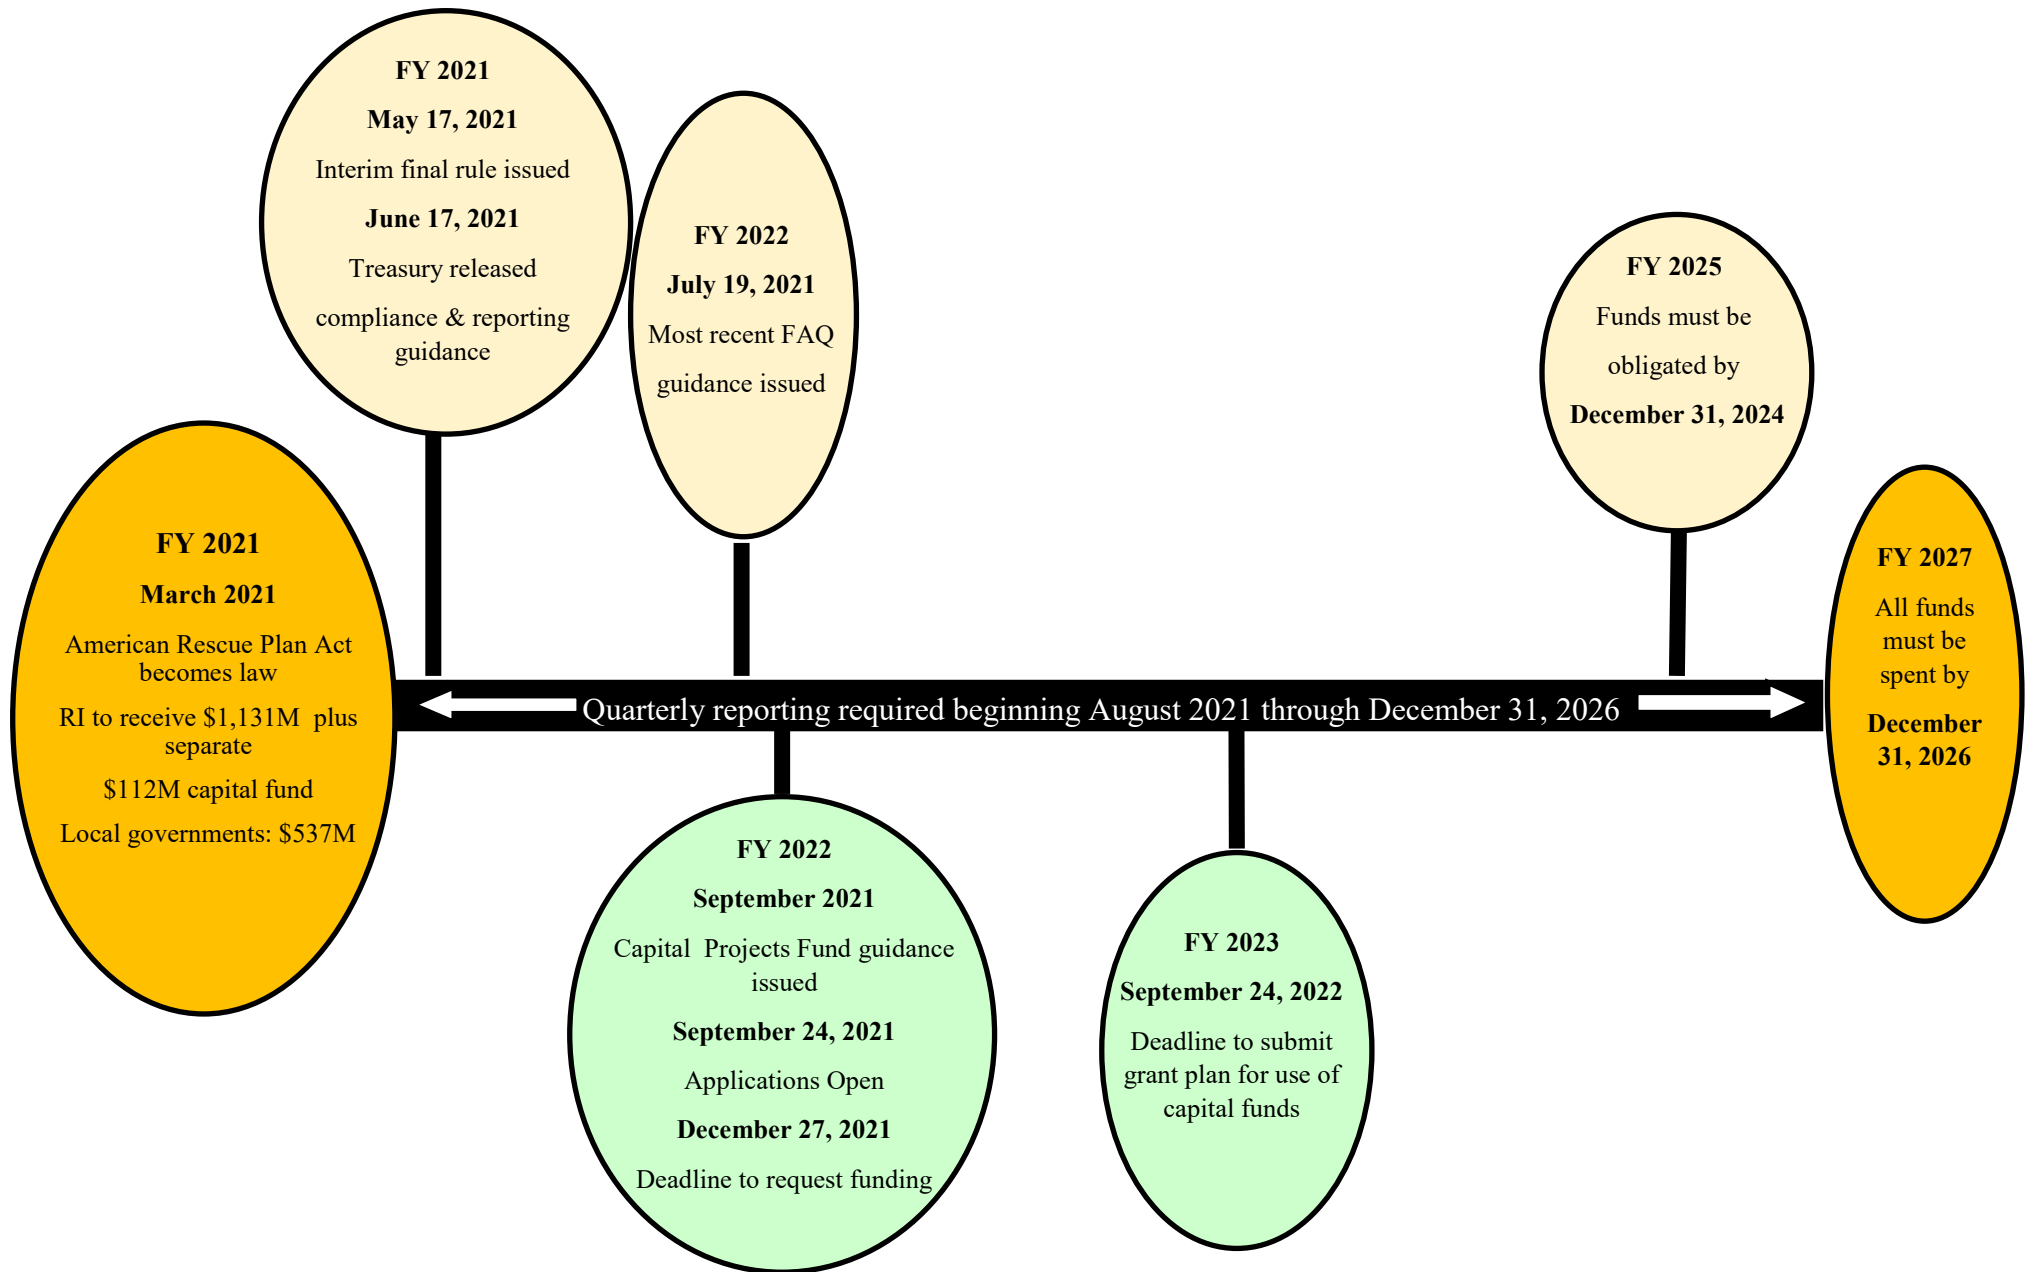 FY 2021
May 17, 2021
Interim final rule issued
June 17, 2021
Treasury released
compliance & reporting
guidance
FY 2022
July 19, 2021
Most recent FAQ
guidance issued
FY 2025
Funds must be
obligated by
December 31, 2024
FY 2021
March 2021
American Rescue Plan Act
becomes law
RI to receive $1,131M  plus
separate
$112M capital fund
Local governments: $537M
FY 2027
All funds
must be
spent by
December
31, 2026
Quarterly reporting required beginning August 2021 through December 31, 2026
FY 2022
September 2021
Capital  Projects Fund guidance
issued
September 24, 2021
Applications Open
December 27, 2021
Deadline to request funding
FY 2023
September 24, 2022
Deadline to submit
grant plan for use of
capital funds